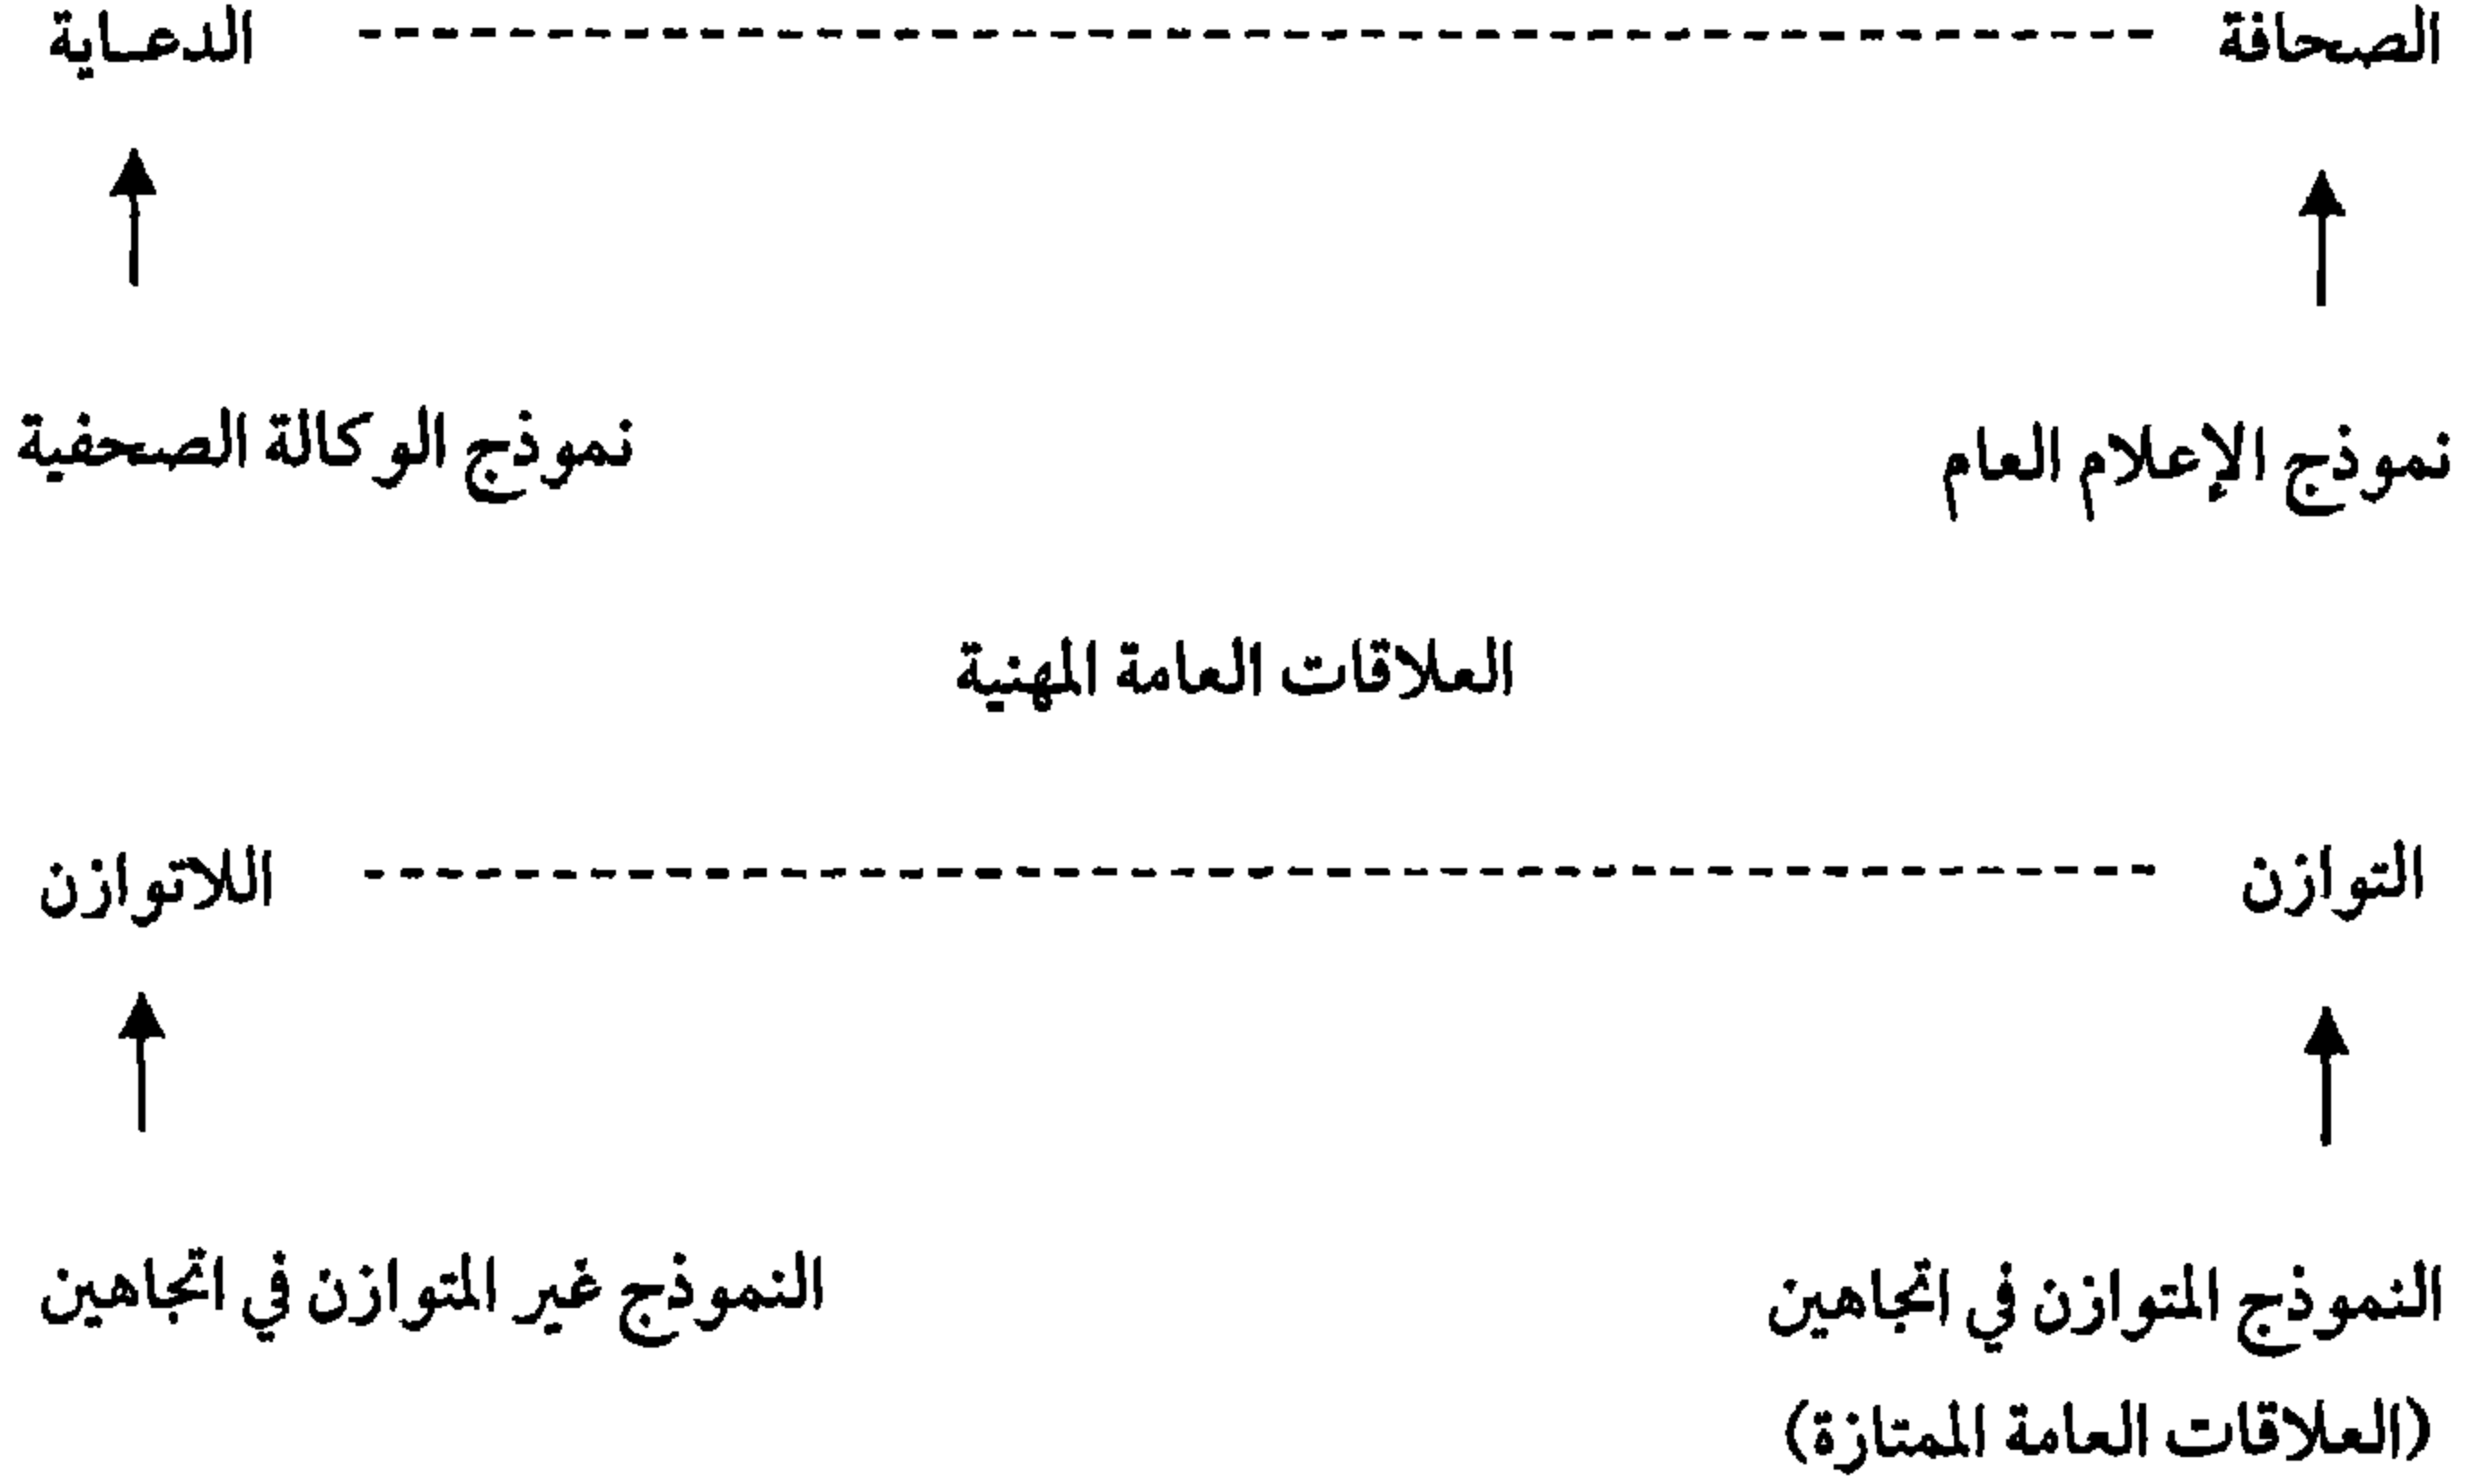 الصحافة ---------------------------------------------- الدعاية
نموذج الإعلام العام نموذج الوكالة الصحفية
العلاقات العامة المهنية
التوازن ---------------------------------------------- اللاتوازن
النموذج المتوازن في اتجاهين النموذج غير المتوازن في اتجاهين
(العلاقات العامة الممتازة)